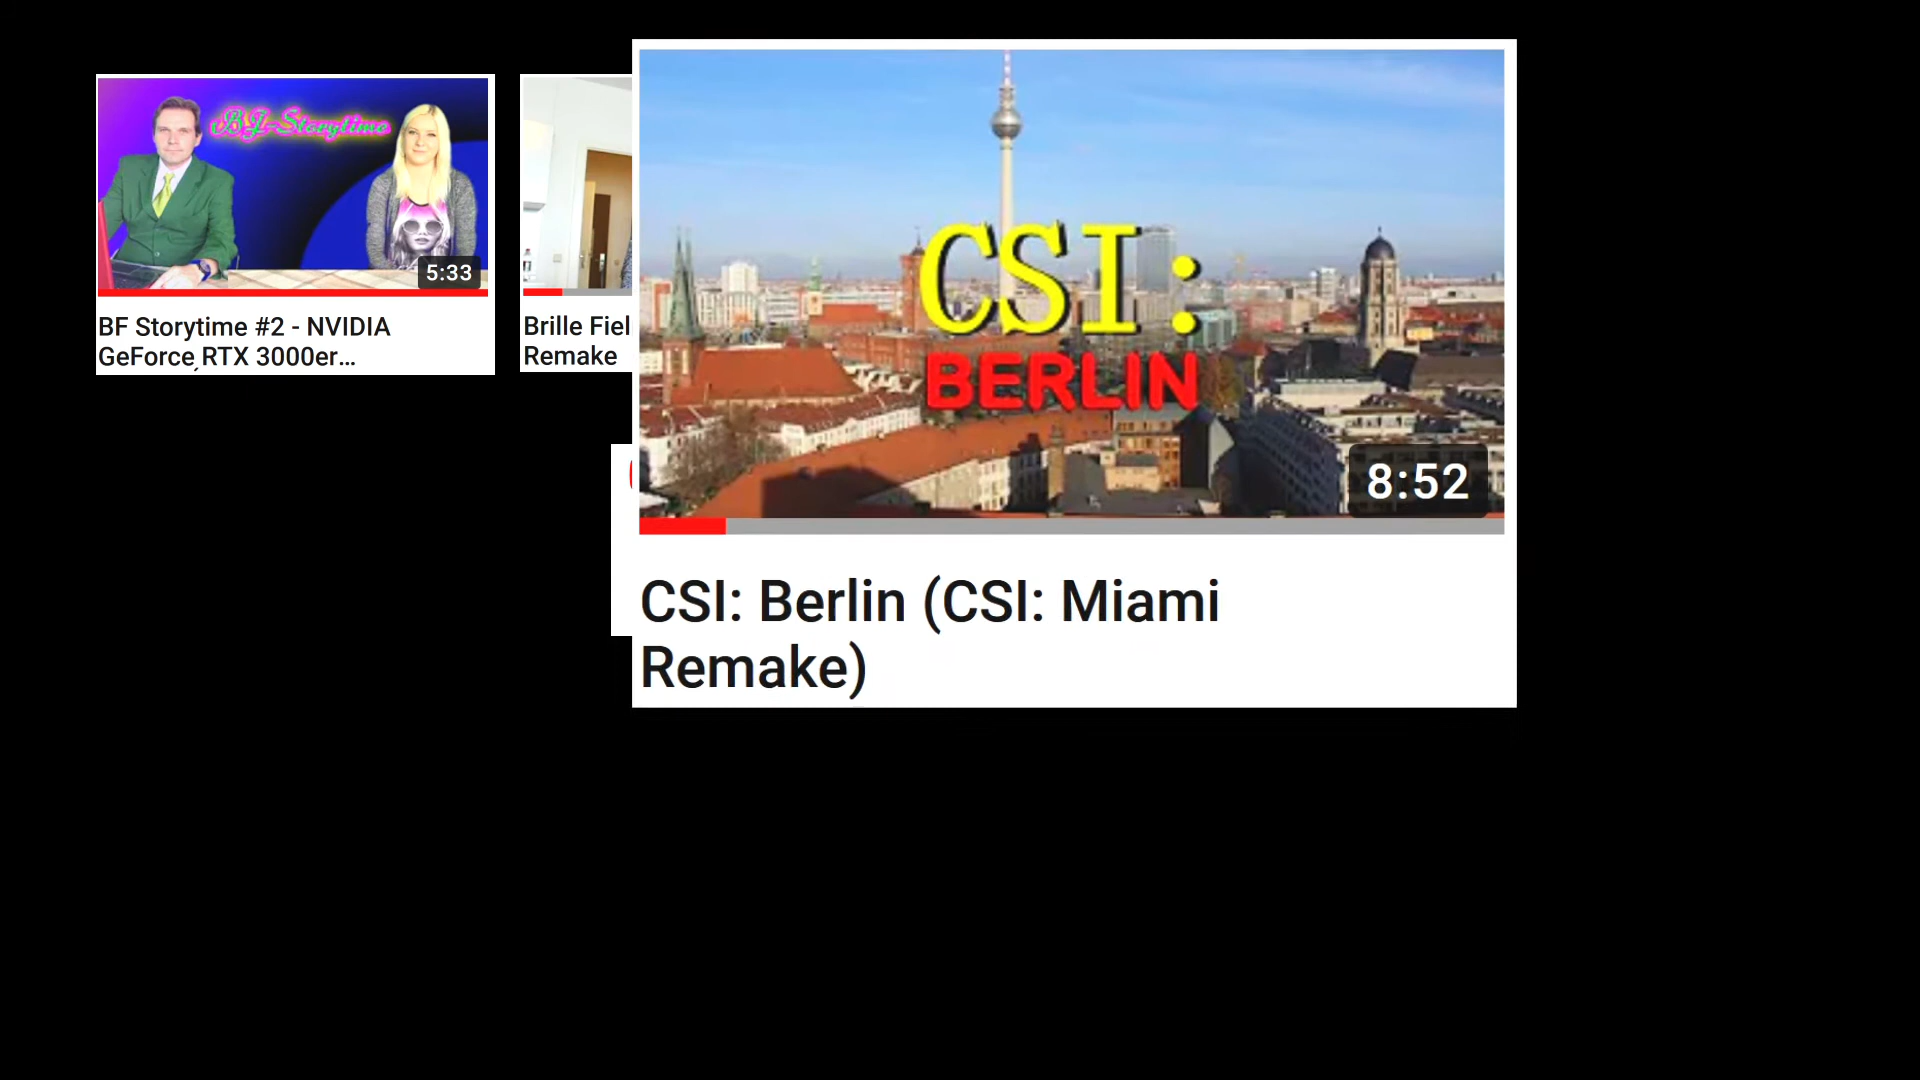 BF-Storytime
5:33
BF Storytime #2 - NVIDIA
GeForce RTX 3000er...
Brille Fiel
Remake
CSI:
BERLIN
8:52
CSI: Berlin (CSI: Miami
Remake)